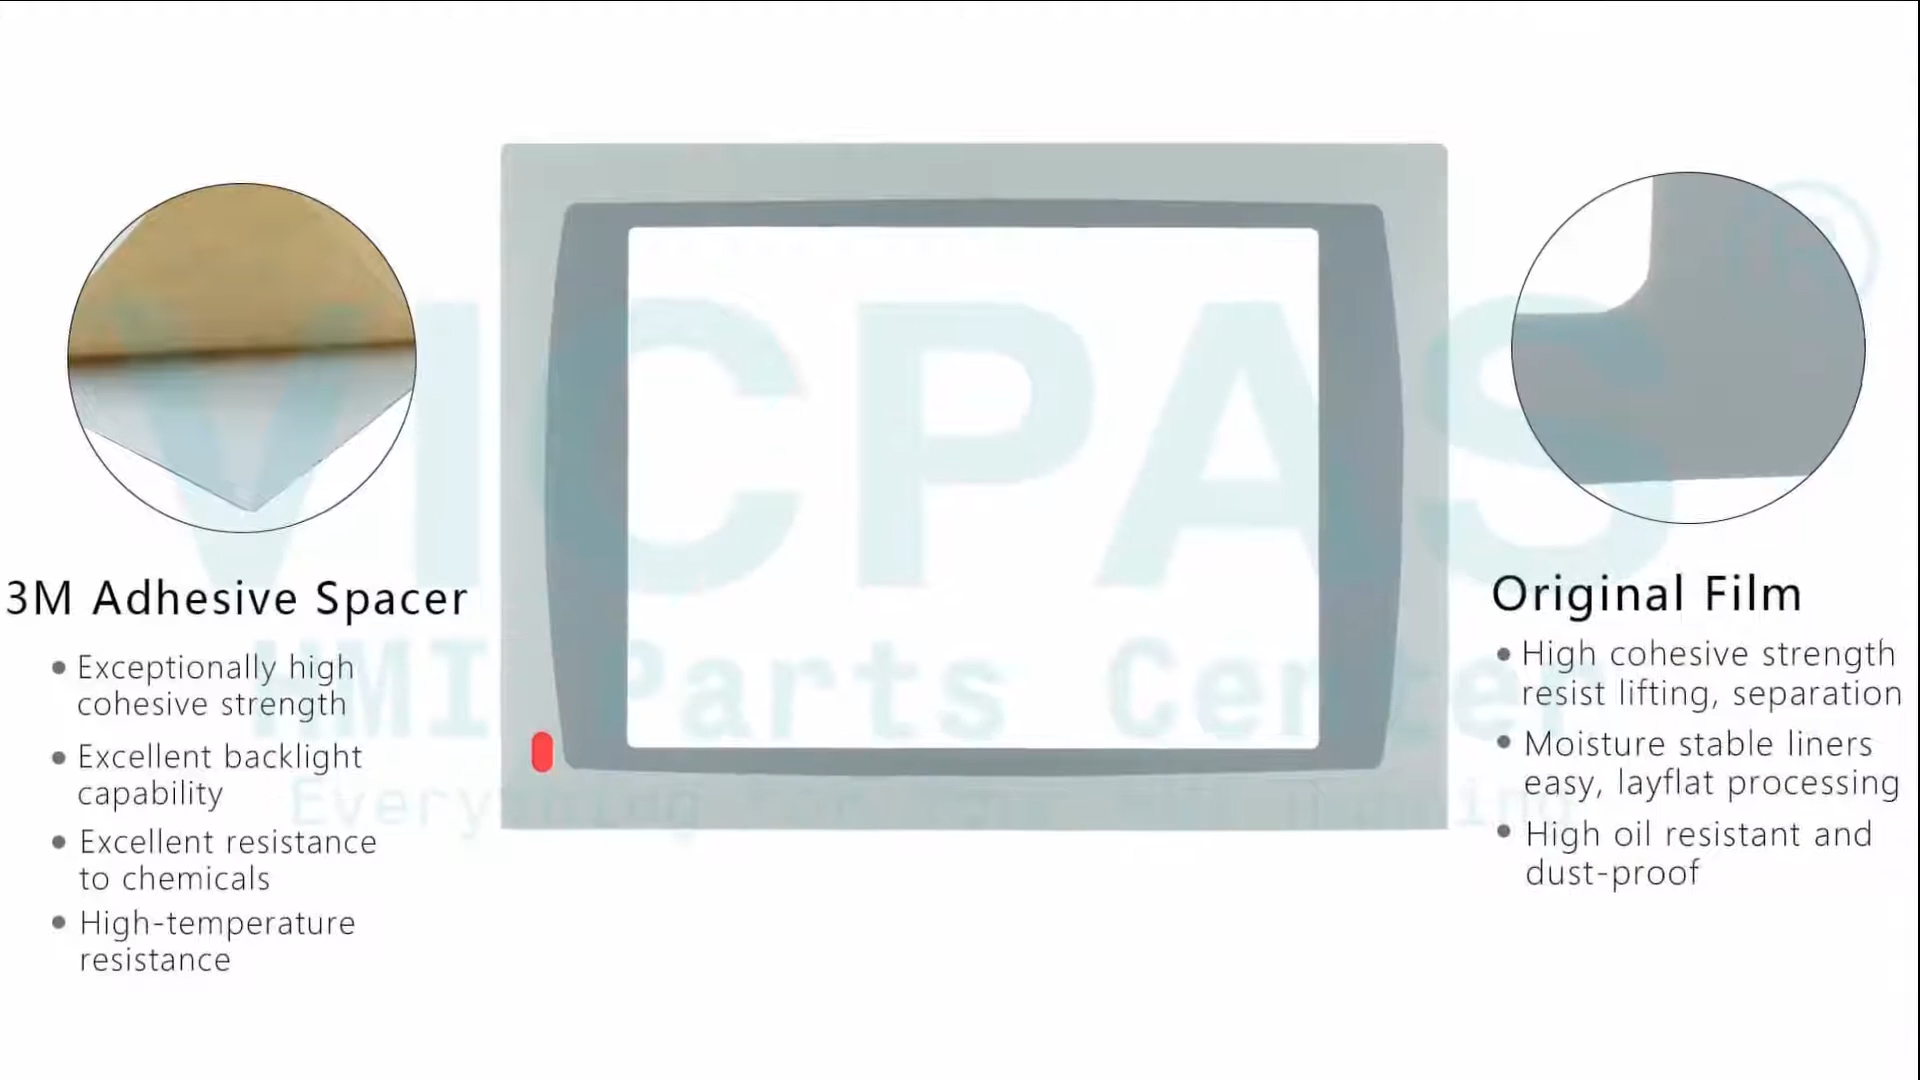 VICPAS
®
HMI Parts Center
3M Adhesive Spacer
Exceptionally high
cohesive strength
Excellent backlight
capability
Excellent resistance
to chemicals
High-temperature
resistance
Original Film
High cohesive strength
resist lifting, separation
Moisture stable liners
easy, layflat processing
High oil resistant and
dust-proof
Everything for